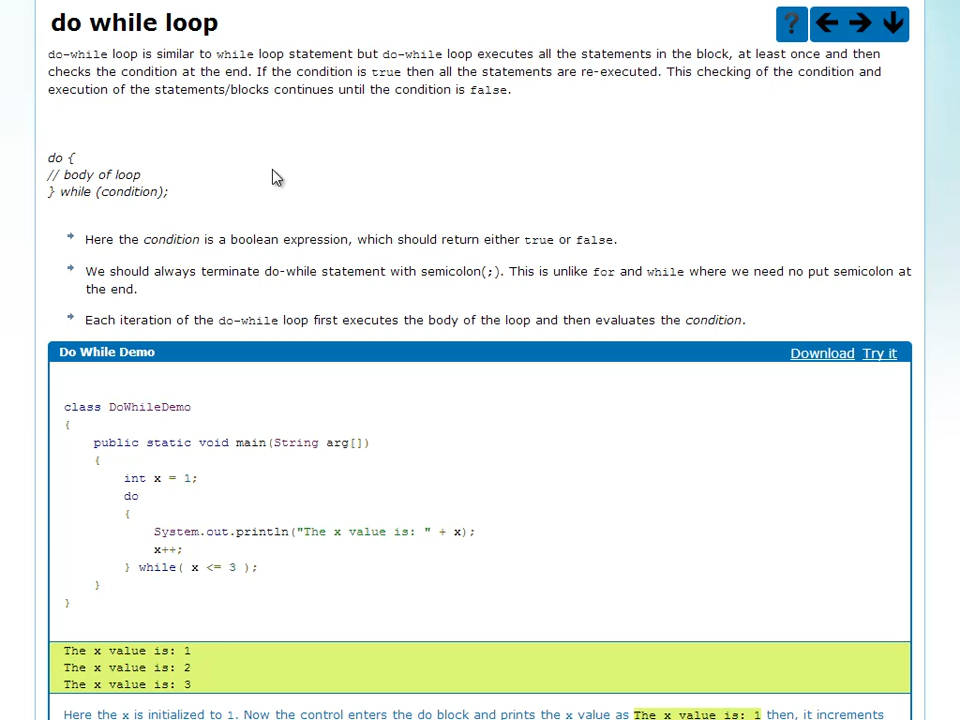 do while loop
?
do-while loop is similar to while loop statement but do-while loop executes all the statements in the block, at least once and then
checks the condition at the end. If the condition is true then all the statements are re-executed. This checking of the condition and
execution of the statements/blocks continues until the condition is false.
do {
// body of loop
} while (condition);
Here the condition is a boolean expression, which should return either true or false.
We should always terminate do-while statement with semicolon(;). This is unlike for and while where we need no put semicolon at
the end.
Each iteration of the do-while loop first executes the body of the loop and then evaluates the condition.
Do While Demo
Download Try it
class DoWhileDemo
{
public static void main(String arg[])
{
int x = 1;
do
{
System.out.println("The x value is: " + x);
x++;
} while( x <= 3 );
}
}
The x value is: 1
The x value is: 2
The x value is: 3
Here the x is initialized to 1. Now the control enters the do block and prints the x value as The x value is: 1 then, it increments